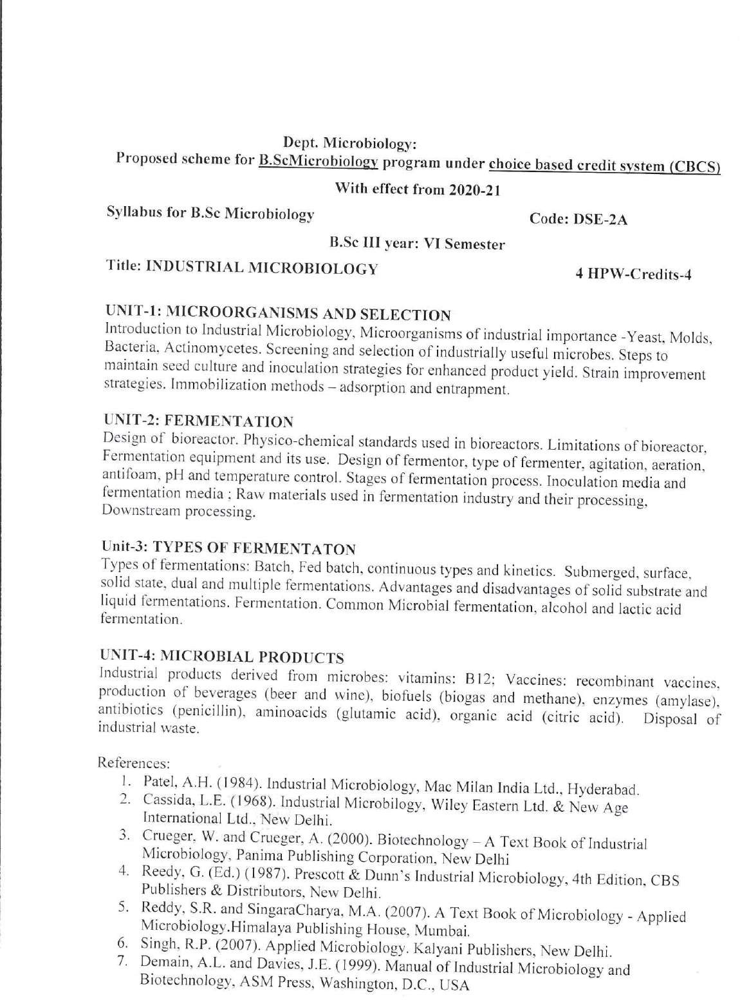 Dept. Microbiology:
Proposed scheme for B.ScMicrobiology program under choice based credit system (CBCS)
With effect from 2020-21
Syllabus for B.Sc Microbiology
Code: DSE-2A
B.Sc III year: VI Semester
Title: INDUSTRIAL MICROBIOLOGY
4 HPW-Credits-4
UNIT-1: MICROORGANISMS AND SELECTION
Introduction to Industrial Microbiology, Microorganisms of industrial importance -Yeast, Molds,
Bacteria, Actinomycetes. Screening and selection of industrially useful microbes. Steps to
maintain seed culture and inoculation strategies for enhanced product yield. Strain improvement
strategies. Immobilization methods – adsorption and entrapment.
UNIT-2: FERMENTATION
Design of bioreactor. Physico-chemical standards used in bioreactors. Limitations of bioreactor,
Fermentation equipment and its use. Design of fermentor, type of fermenter, agitation, aeration,
antifoam, pH and temperature control. Stages of fermentation process. Inoculation media and
fermentation media ; Raw materials used in fermentation industry and their processing,
Downstream processing.
Unit-3: TYPES OF FERMENTATON
Types of fermentations: Batch, Fed batch, continuous types and kinetics. Submerged, surface,
solid state, dual and multiple fermentations. Advantages and disadvantages of solid substrate and
liquid fermentations. Fermentation. Common Microbial fermentation, alcohol and lactic acid
fermentation.
UNIT-4: MICROBIAL PRODUCTS
Industrial products derived from microbes: vitamins: B12; Vaccines: recombinant vaccines,
production of beverages (beer and wine), biofuels (biogas and methane), enzymes (amylase),
antibiotics (penicillin), aminoacids (glutamic acid), organic acid (citric acid). Disposal of
industrial waste.
References:
1. Patel, A.H. (1984). Industrial Microbiology, Mac Milan India Ltd., Hyderabad.
2. Cassida, L.E. (1968). Industrial Microbilogy, Wiley Eastern Ltd. & New Age
International Ltd., New Delhi.
3. Crueger, W. and Crueger, A. (2000). Biotechnology – A Text Book of Industrial
Microbiology, Panima Publishing Corporation, New Delhi
4. Reedy, G. (Ed.) (1987). Prescott & Dunn's Industrial Microbiology, 4th Edition, CBS
Publishers & Distributors, New Delhi.
5. Reddy, S.R. and SingaraCharya, M.A. (2007). A Text Book of Microbiology - Applied
Microbiology.Himalaya Publishing House, Mumbai.
6. Singh, R.P. (2007). Applied Microbiology. Kalyani Publishers, New Delhi.
7. Demain, A.L. and Davies, J.E. (1999). Manual of Industrial Microbiology and
Biotechnology, ASM Press, Washington, D.C., USA